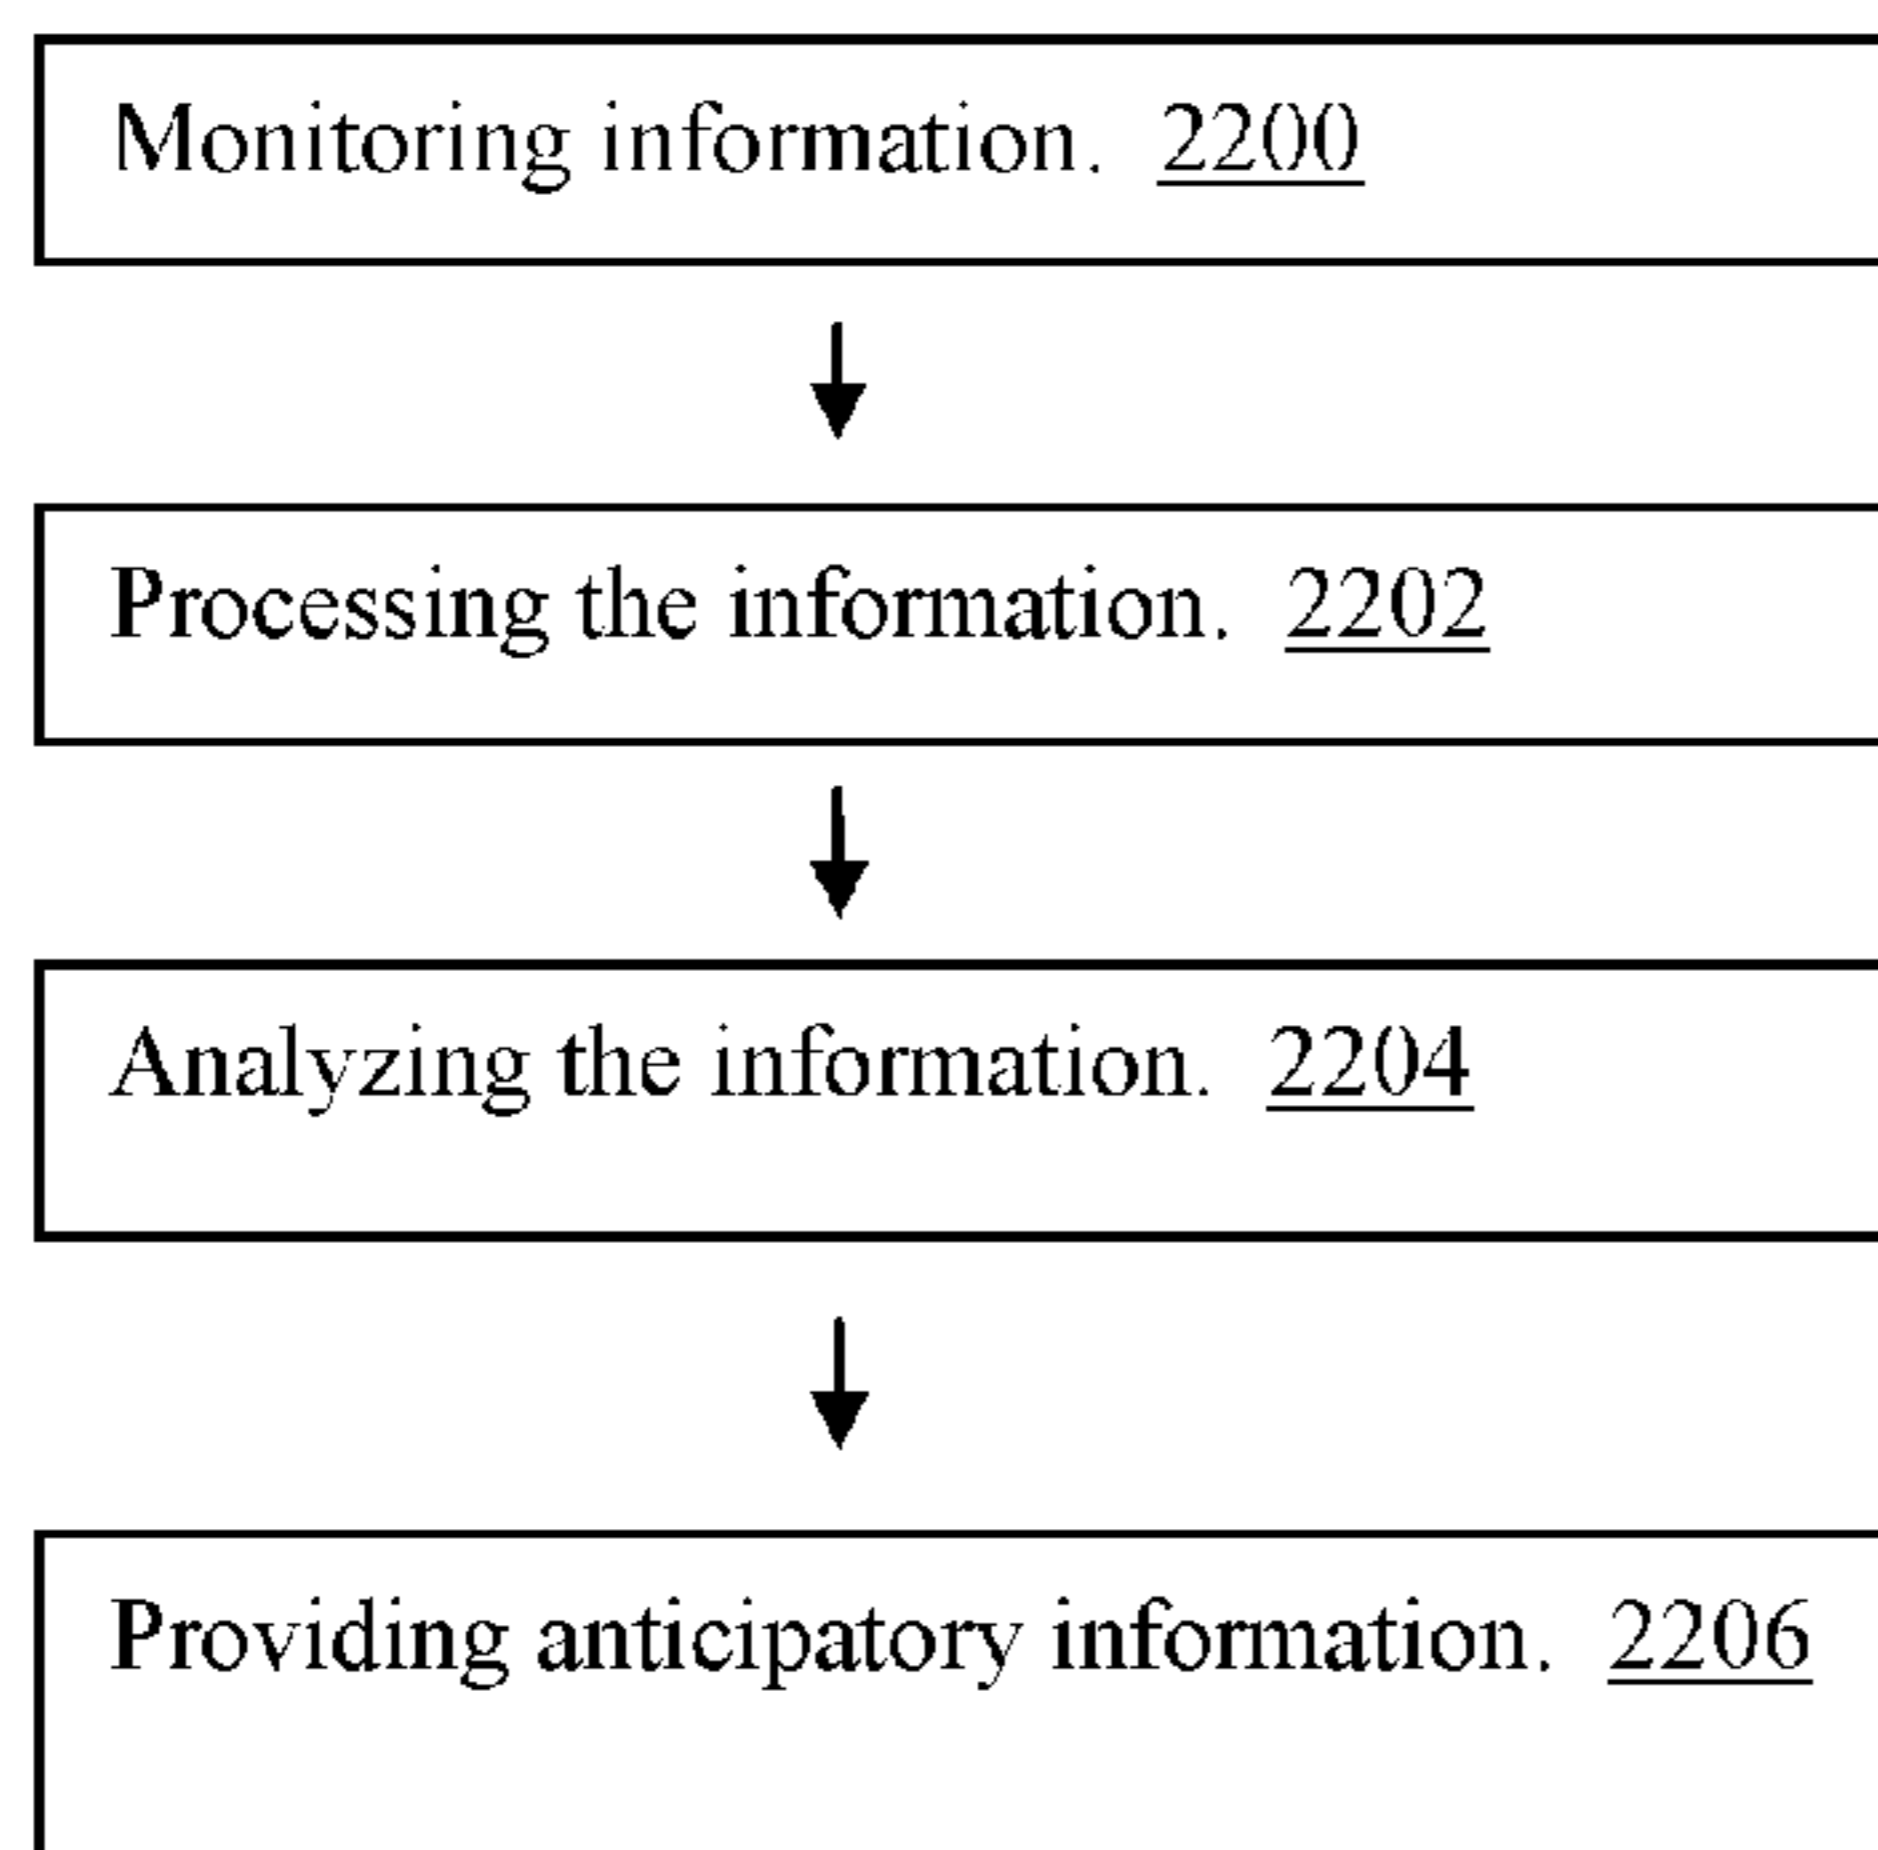 Monitoring information. 2200
Processing the information. 2202
Analyzing the information. 2204
Providing anticipatory information. 2206